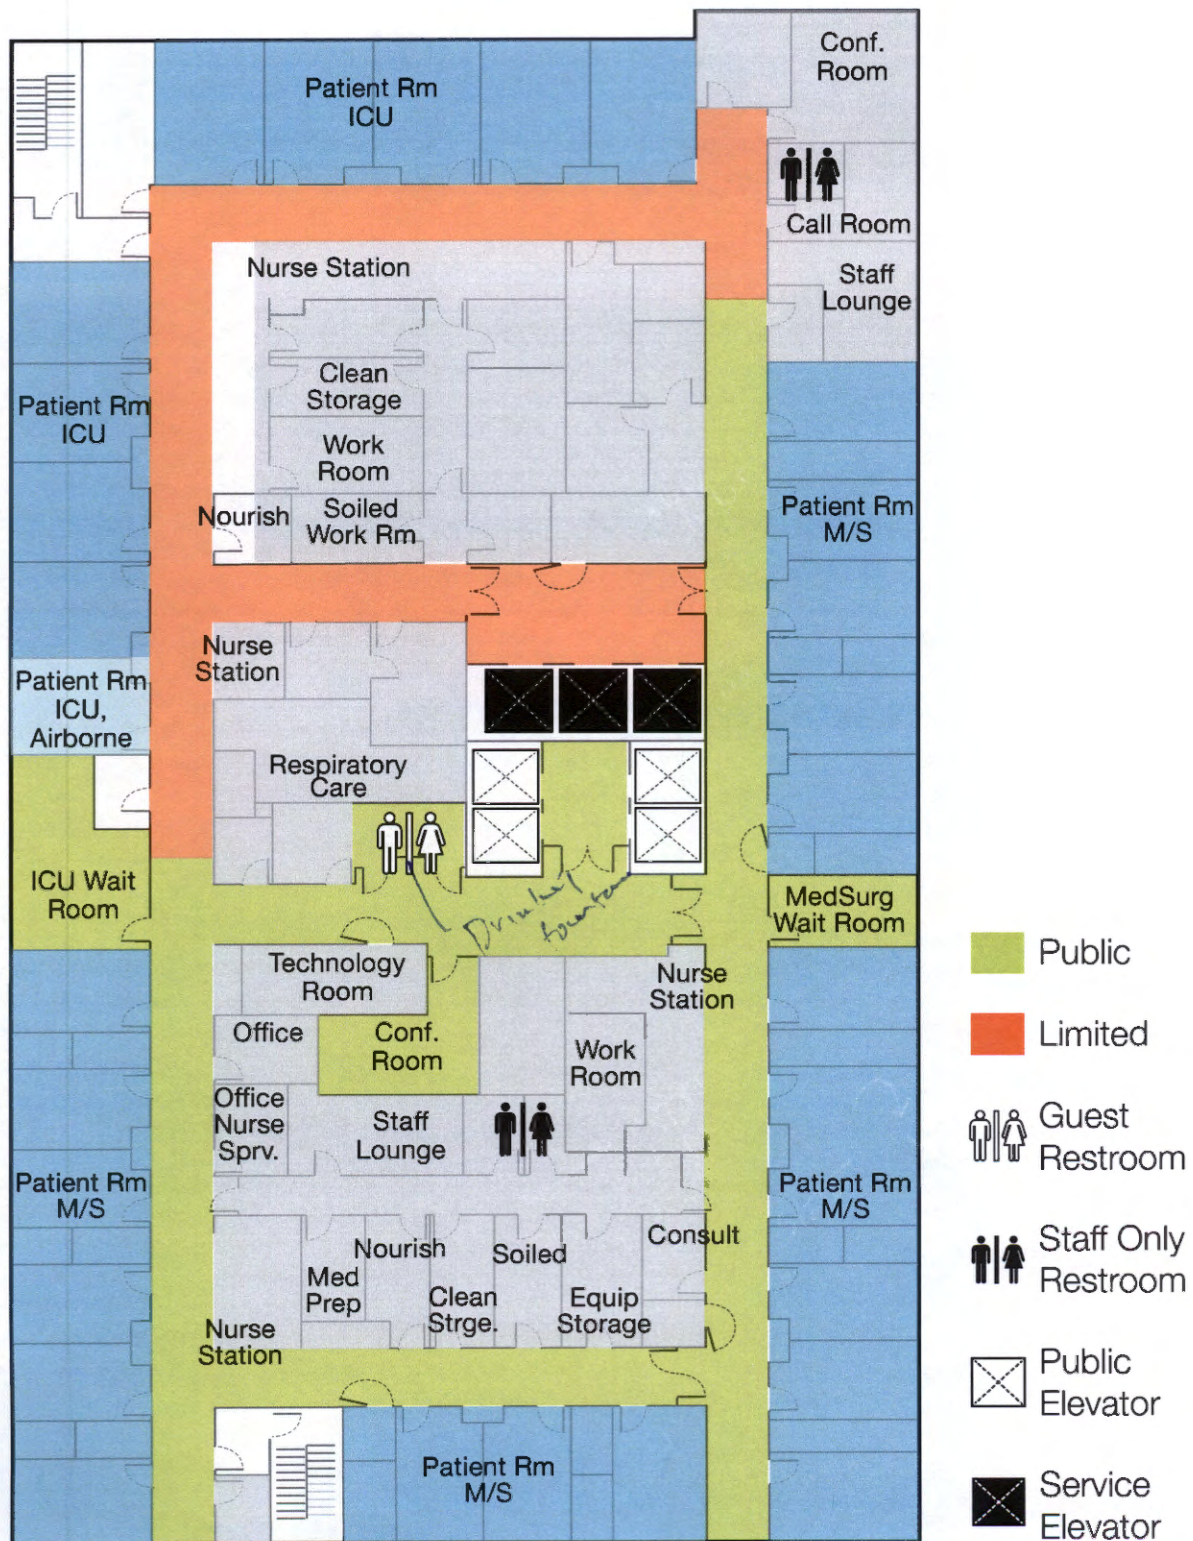 Conf.
Room
Patient Rm
ICU
Call Room
Nurse Station
Staff
Lounge
Clean
Storage
Patient Rm
ICU
Work
Room
Patient Rm
M/S
Nourish
Soiled
Work Rm
Nurse
Station
Patient Rm
ICU,
Airborne
Respiratory
Care
ICU Wait
Room
MedSurg
Wait Room
Drinking
fountain
Technology
Room
Nurse
Station
Office
Conf.
Room
Work
Room
Office
Nurse
Sprv.
Staff
Lounge
Patient Rm
M/S
Patient Rm
M/S
Nourish
Soiled
Consult
Med
Prep
Clean
Strge.
Equip
Storage
Nurse
Station
Patient Rm
M/S
Public
Limited
Guest
Restroom
Staff Only
Restroom
Public
Elevator
Service
Elevator